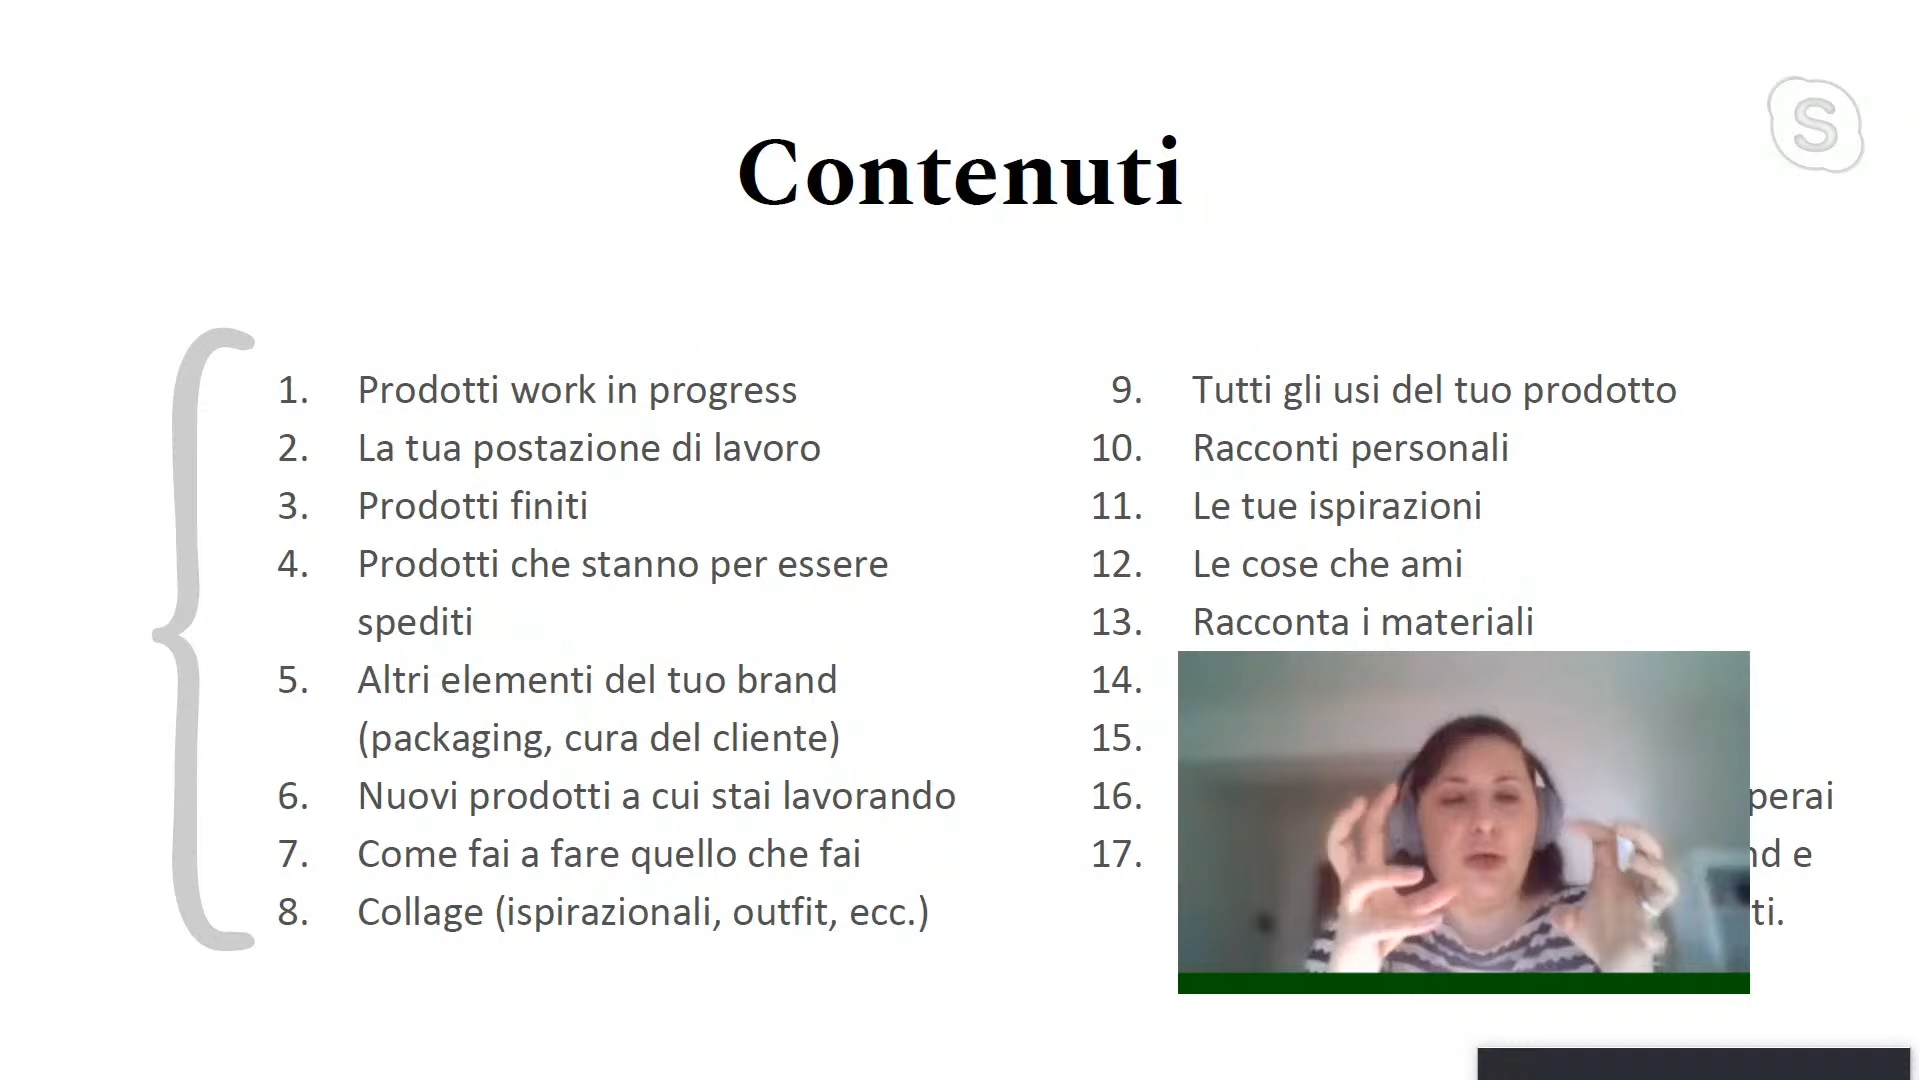 Contenuti
1. Prodotti work in progress
2. La tua postazione di lavoro
3. Prodotti finiti
4. Prodotti che stanno per essere
spediti
5. Altri elementi del tuo brand
(packaging, cura del cliente)
6. Nuovi prodotti a cui stai lavorando
7. Come fai a fare quello che fai
8. Collage (ispirazionali, outfit, ecc.)
9. Tutti gli usi del tuo prodotto
10. Racconti personali
11. Le tue ispirazioni
12. Le cose che ami
13. Racconta i materiali
14.
15.
16.
17.
S